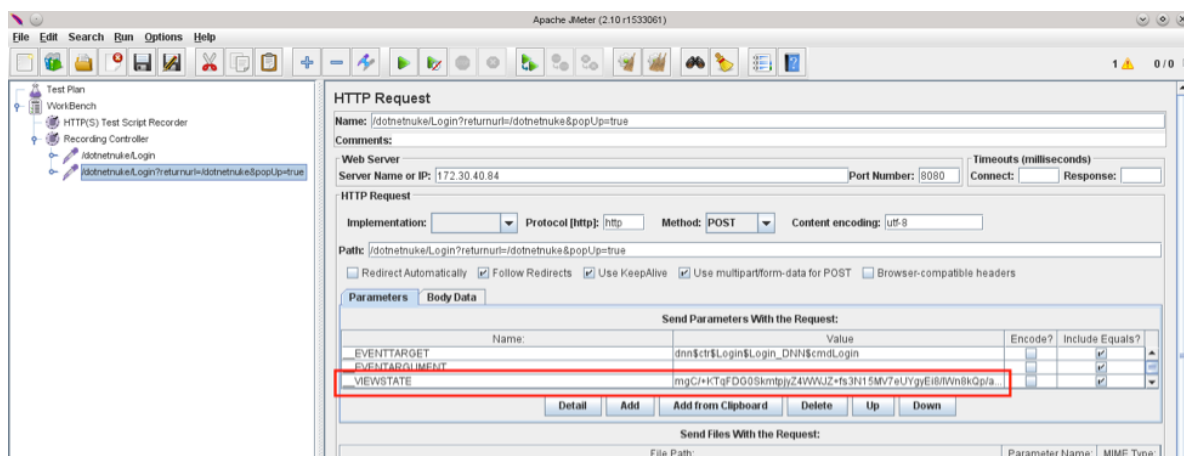 Apache JMeter (2.10 r1533061)
File Edit Search Run Options Help
1 0 / 0
Test Plan
WorkBench
HTTP(S) Test Script Recorder
Recording Controller
/dotnetnuke/Login
/dotnetnuke/Login?returnurl=/dotnetnuke&popUp=true
HTTP Request
Name: /dotnetnuke/Login?returnurl=/dotnetnuke&popUp=true
Comments:
Web Server
Server Name or IP: 172.30.40.84 Port Number: 8080
Timeouts (milliseconds)
Connect: Response:
HTTP Request
Implementation: Protocol [http]: http Method: POST Content encoding: utf-8
Path: /dotnetnuke/Login?returnurl=/dotnetnuke&popUp=true
Redirect Automatically Follow Redirects Use KeepAlive Use multipart/form-data for POST Browser-compatible headers
Parameters Body Data
Send Parameters With the Request:
Name: Value Encode? Include Equals?
__EVENTTARGET dnn$ctr$Login$Login_DNN$cmdLogin
__EVENTARGUMENT
__VIEWSTATE
Detail Add Add from Clipboard Delete Up Down
Send Files With the Request:
File Path: Parameter Name: MIME Type: